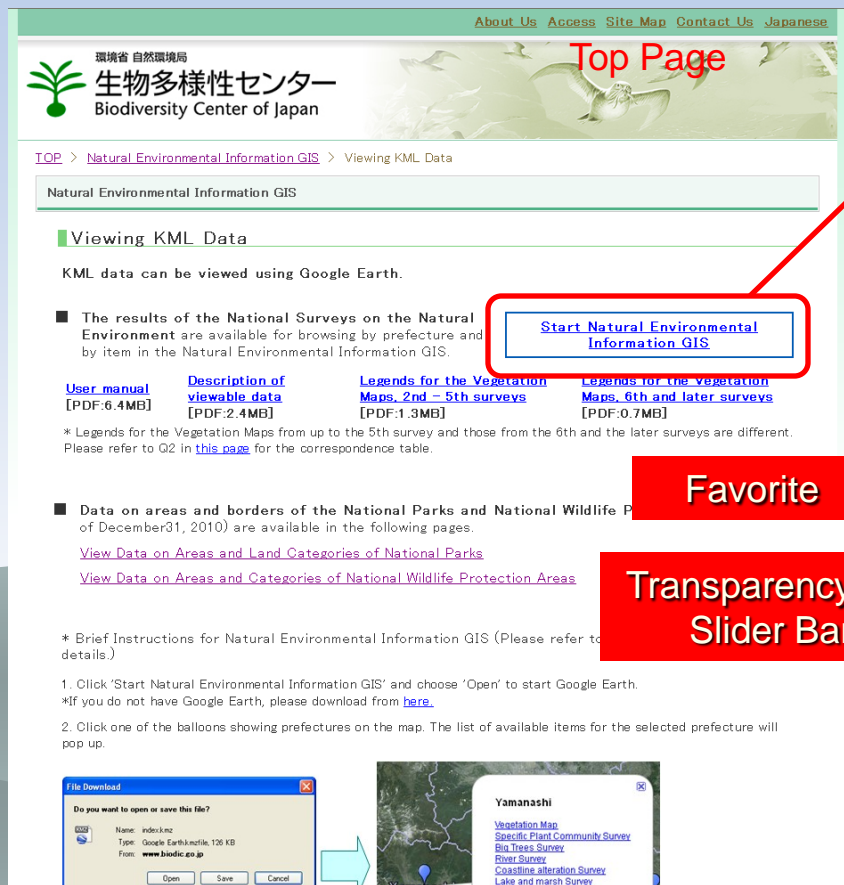 About Us Access Site Map Contact Us Japanese
環境省 自然環境局
生物多様性センター
Biodiversity Center of Japan
Top Page
TOP > Natural Environmental Information GIS > Viewing KML Data
Natural Environmental Information GIS
Viewing KML Data
KML data can be viewed using Google Earth.
■ The results of the National Surveys on the Natural
Environment are available for browsing by prefecture and
by item in the Natural Environmental Information GIS.
Start Natural Environmental
Information GIS
User manual
[PDF:6.4MB]
Description of
viewable data
[PDF:2.4MB]
Legends for the Vegetation
Maps, 2nd - 5th surveys
[PDF:1.3MB]
Legends for the Vegetation
Maps, 6th and later surveys
[PDF:0.7MB]
* Legends for the Vegetation Maps from up to the 5th survey and those from the 6th and the later surveys are different.
Please refer to Q2 in this page for the correspondence table.
Favorite
■ Data on areas and borders of the National Parks and National Wildlife P
of December31, 2010) are available in the following pages.
View Data on Areas and Land Categories of National Parks
View Data on Areas and Categories of National Wildlife Protection Areas
Transparency
Slider Bar
* Brief Instructions for Natural Environmental Information GIS (Please refer to
details.)
1. Click 'Start Natural Environmental Information GIS' and choose 'Open' to start Google Earth.
*If you do not have Google Earth, please download from here.
2. Click one of the balloons showing prefectures on the map. The list of available items for the selected prefecture will
pop up.
File Download
Do you want to open or save this file?
Name: index.kmz
Type: Google Earth.kmzfile, 126 KB
From: www.biodic.go.jp
Open Save Cancel
Yamanashi
Vegetation Map
Specific Plant Community Survey
Big Trees Survey
River Survey
Coastline alteration Survey
Lake and marsh Survey